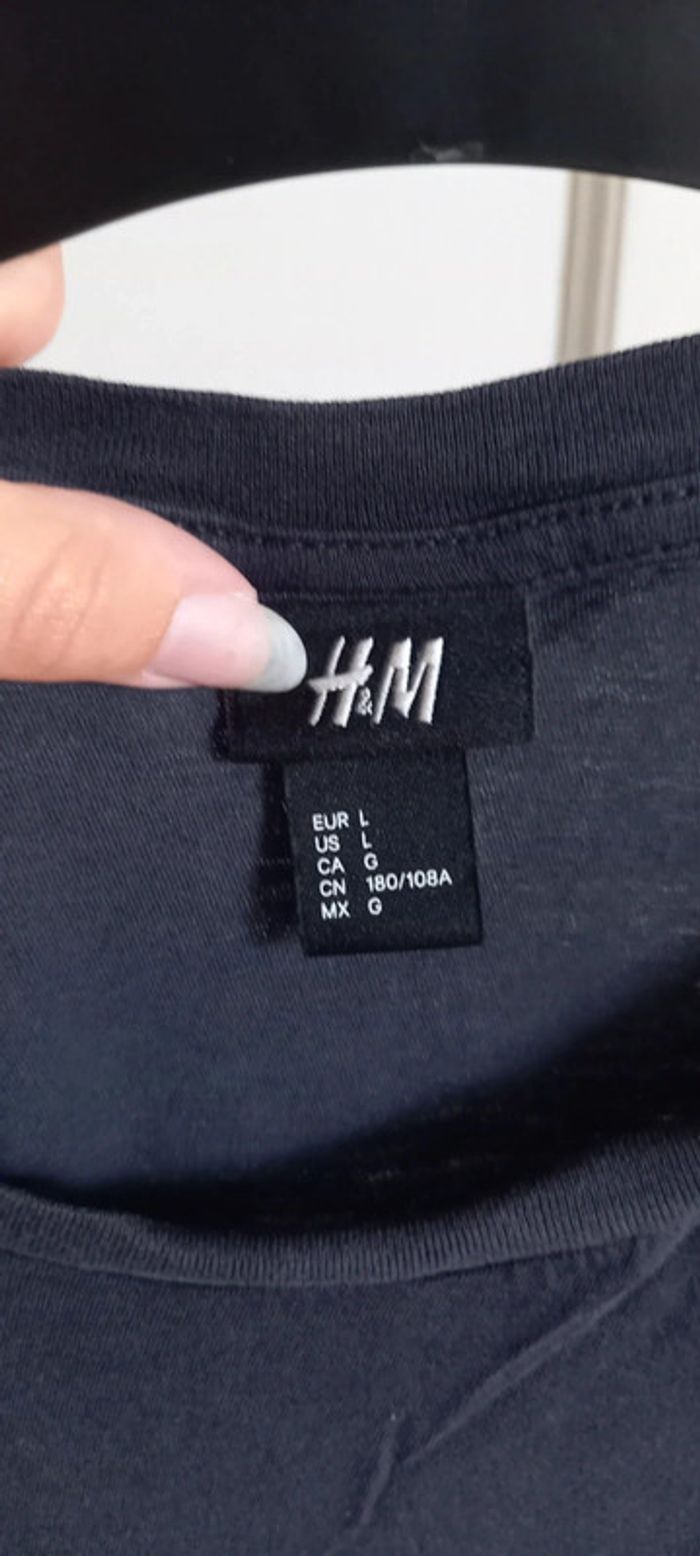 H&M
EUR L
US L
CA G
CN 180/108A
MX G